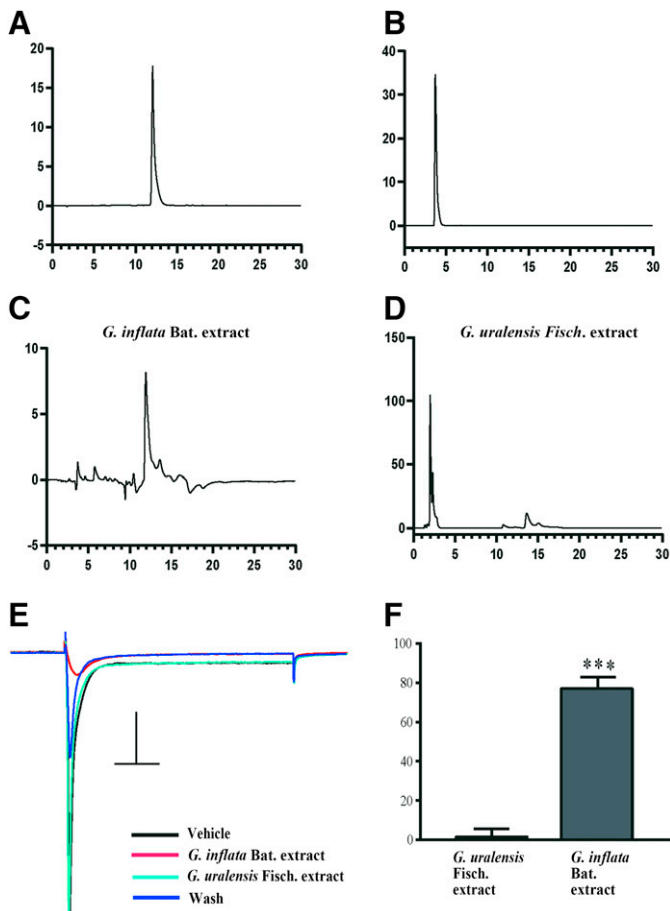 A
20
15
10
5
0
-5
0 5 10 15 20 25 30
B
40
30
20
10
0
0 5 10 15 20 25 30
C
G. inflata Bat. extract
10
5
0
-5
0 5 10 15 20 25 30
D
G. uralensis Fisch. extract
150
100
50
0
0 5 10 15 20 25 30
E
Vehicle
G. inflata Bat. extract
G. uralensis Fisch. extract
Wash
F
100
80
60
40
20
0
***
G. uralensis
Fisch.
extract
G. inflata
Bat.
extract